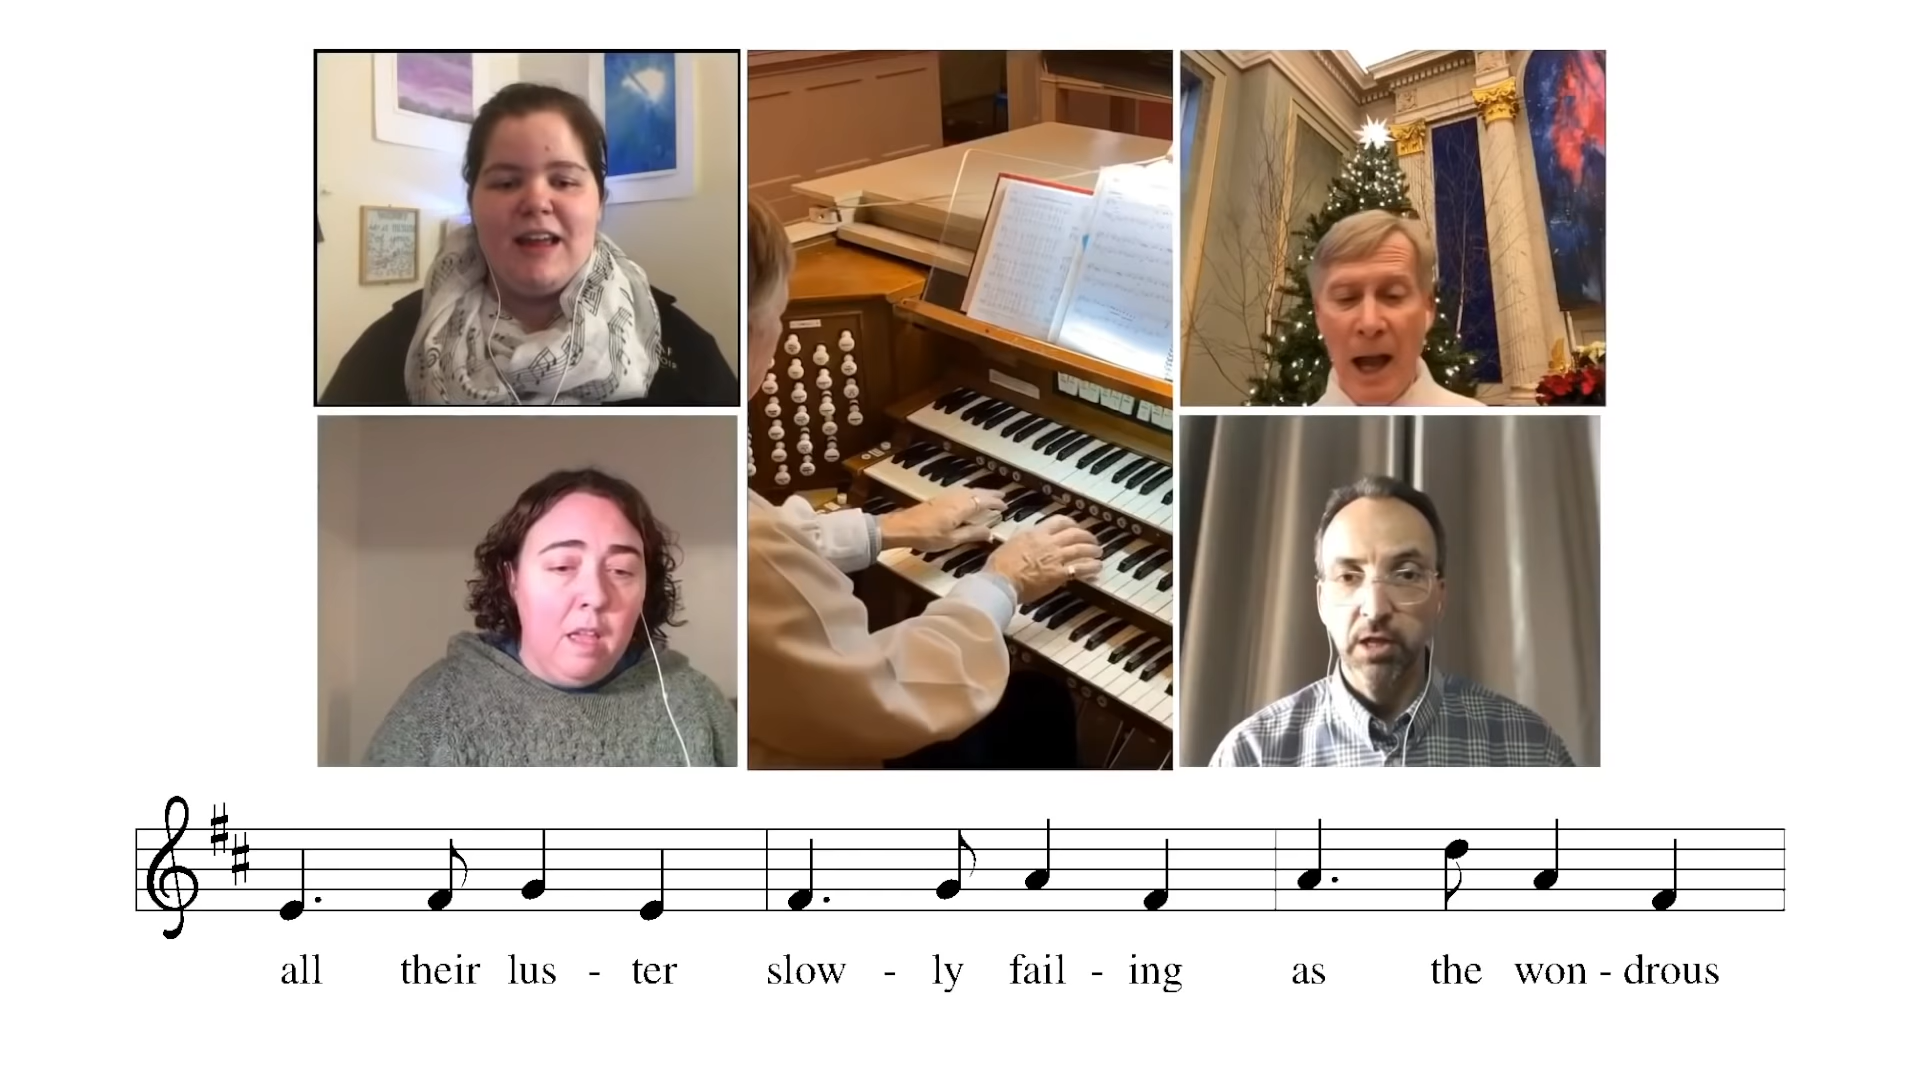 all their lus - ter slow - ly fail - ing as the won - drous